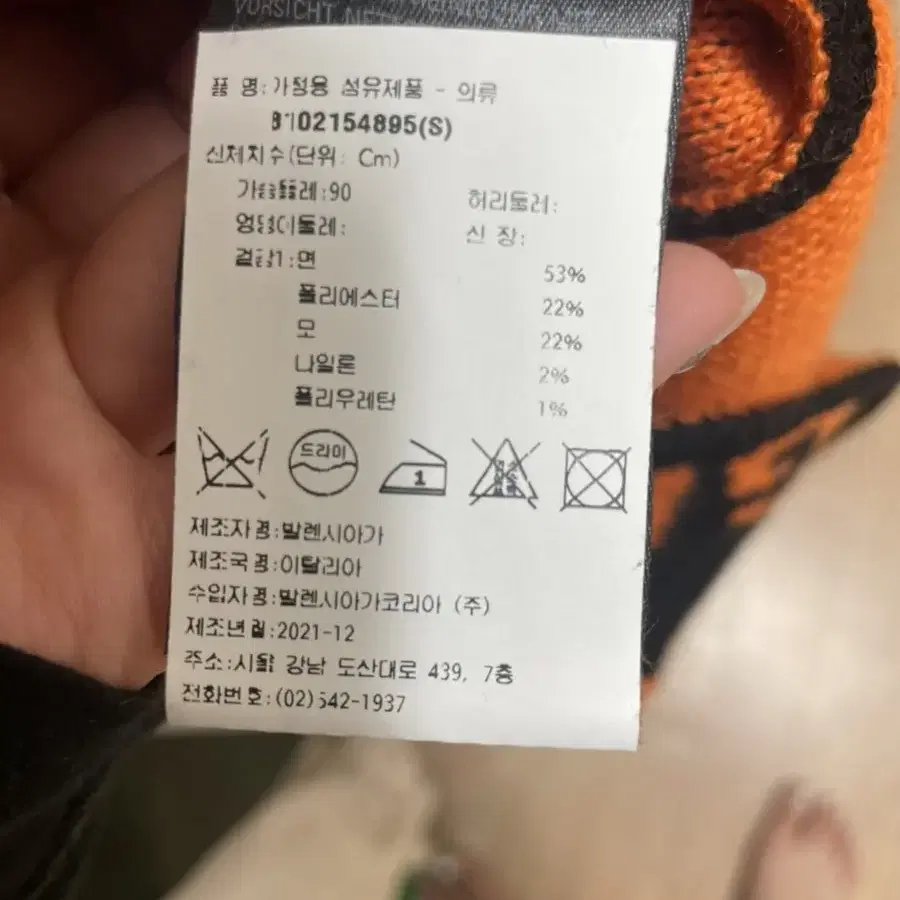 VORSICHT
품 명:가정용 섬유제품 - 의류
02154895(S)
신체치수(단위: Cm)
가슴둘레:90 허리둘레:
엉덩이둘레: 신 장:
겉감1:면 53%
폴리에스터 22%
모 22%
나일론 2%
폴리우레탄 1%
드라이
1
제조자명:발렌시아가
제조국명:이탈리아
수입자명:발렌시아가코리아 (주)
제조년월:2021-12
주소:서울 강남 도산대로 439, 7층
전화번호:(02)542-1937